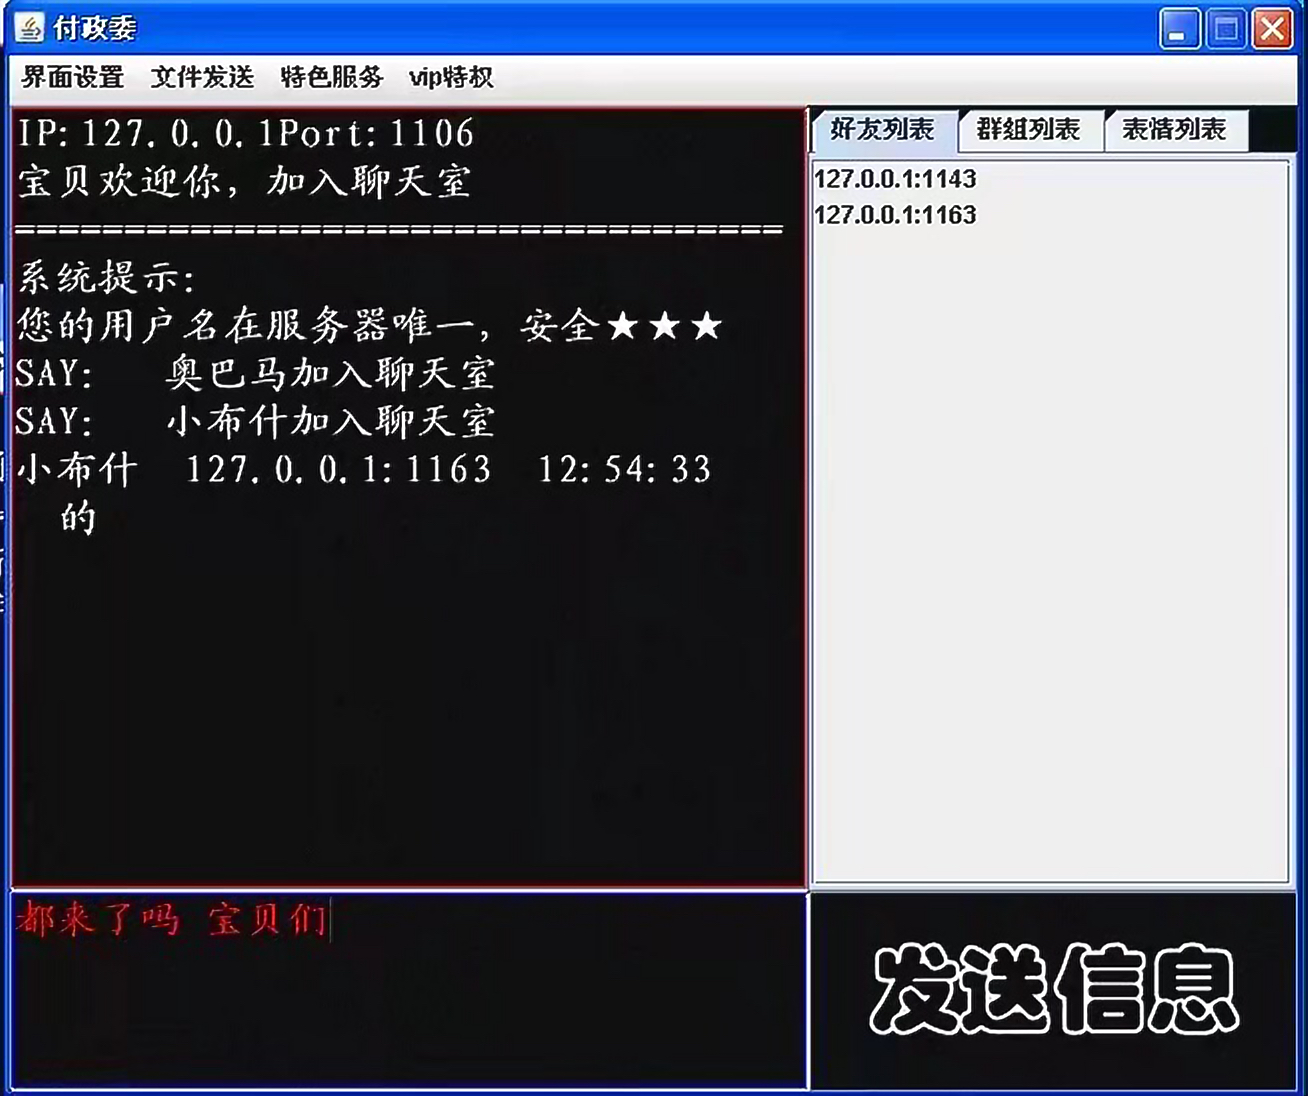 付政委
界面设置 文件发送 特色服务 vip特权
IP:127.0.0.1Port:1106
宝贝欢迎你，加入聊天室
=====================================
系统提示:
您的用户名在服务器唯一，安全★★★
SAY: 奥巴马加入聊天室
SAY: 小布什加入聊天室
小布什 127.0.0.1:1163 12:54:33
的
好友列表 群组列表 表情列表
127.0.0.1:1143
127.0.0.1:1163
都来了吗 宝贝们
发送信息